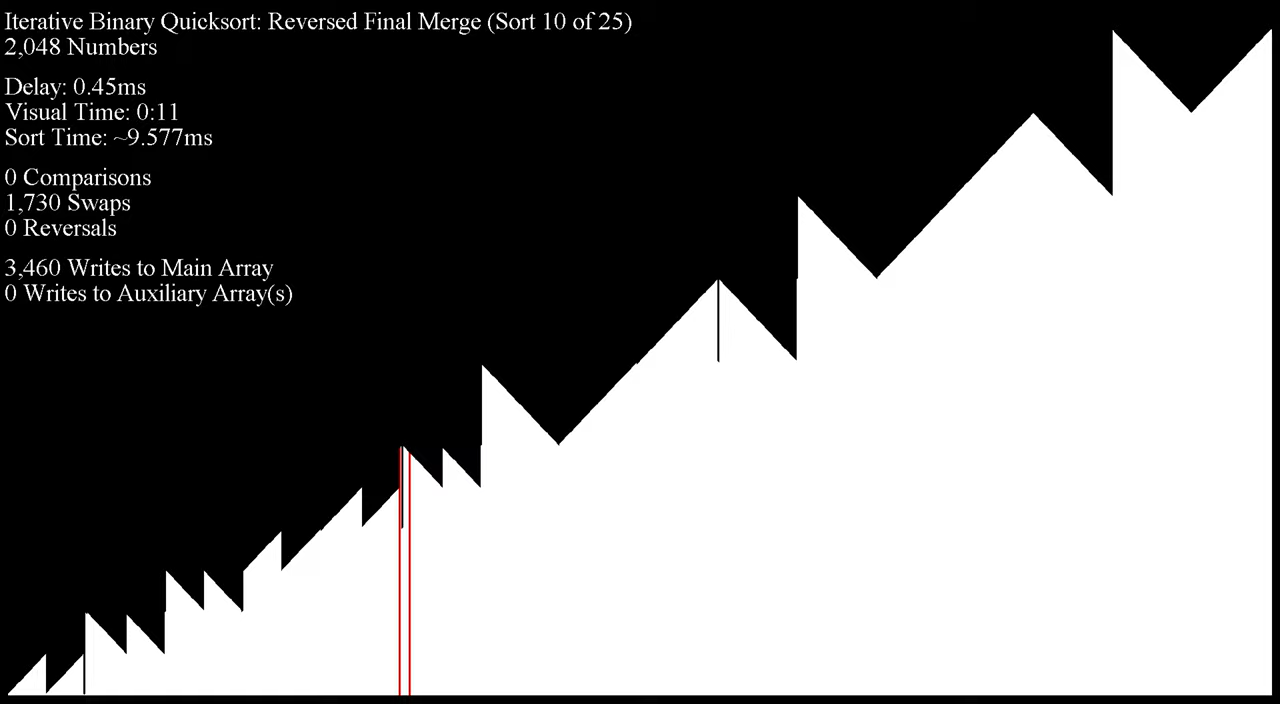 Iterative Binary Quicksort: Reversed Final Merge (Sort 10 of 25)
2,048 Numbers
Delay: 0.45ms
Visual Time: 0:11
Sort Time: ~9.577ms
0 Comparisons
1,730 Swaps
0 Reversals
3,460 Writes to Main Array
0 Writes to Auxiliary Array(s)